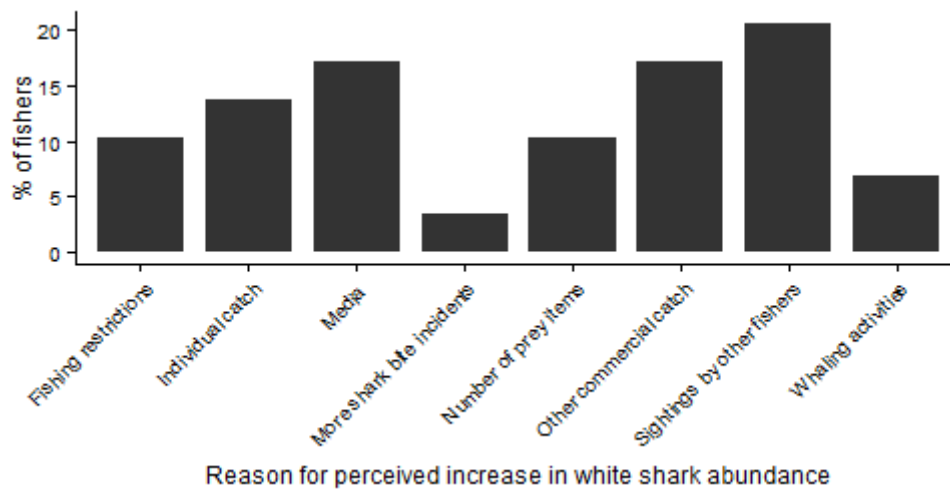 % of fishers
20
15
10
5
0
Fishing restrictions
Individual catch
Media
More shark bite incidents
Number of prey items
Other commercial catch
Sightings by other fishers
Whaling activities
Reason for perceived increase in white shark abundance